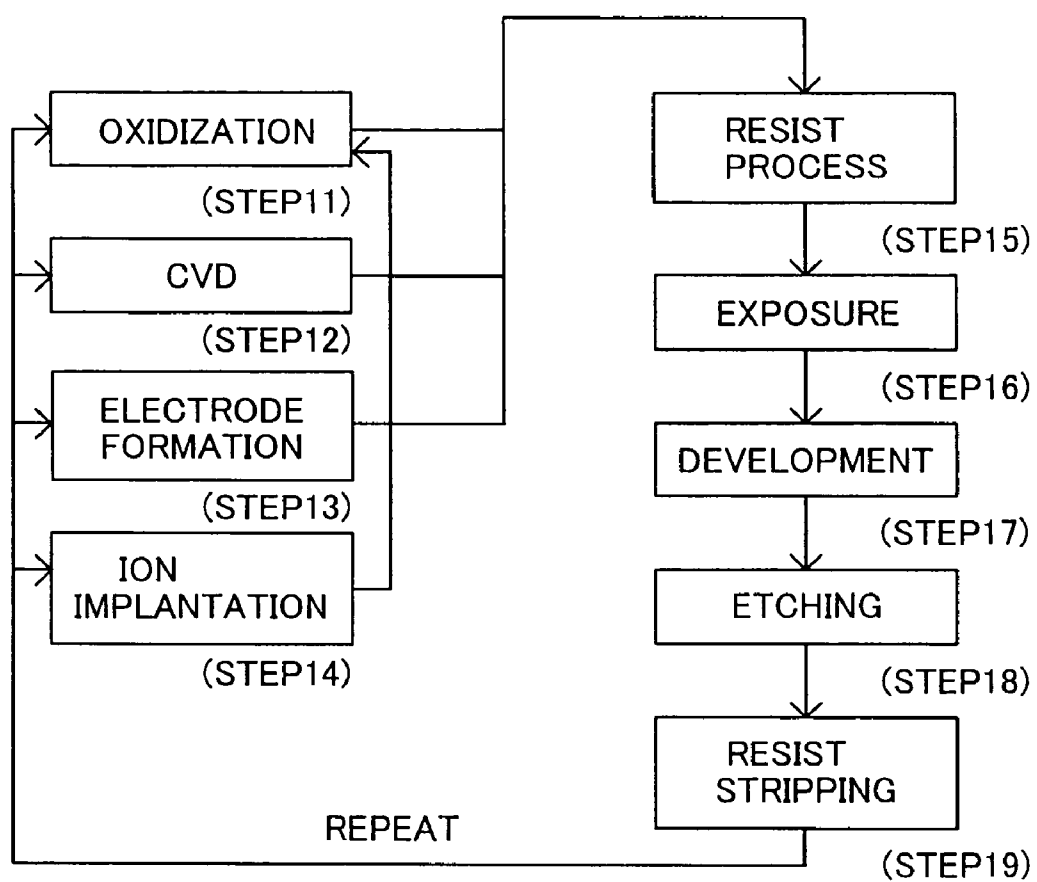 OXIDIZATION
(STEP11)
CVD
(STEP12)
ELECTRODE
FORMATION
(STEP13)
ION
IMPLANTATION
(STEP14)
REPEAT
RESIST
PROCESS
(STEP15)
EXPOSURE
(STEP16)
DEVELOPMENT
(STEP17)
ETCHING
(STEP18)
RESIST
STRIPPING
(STEP19)